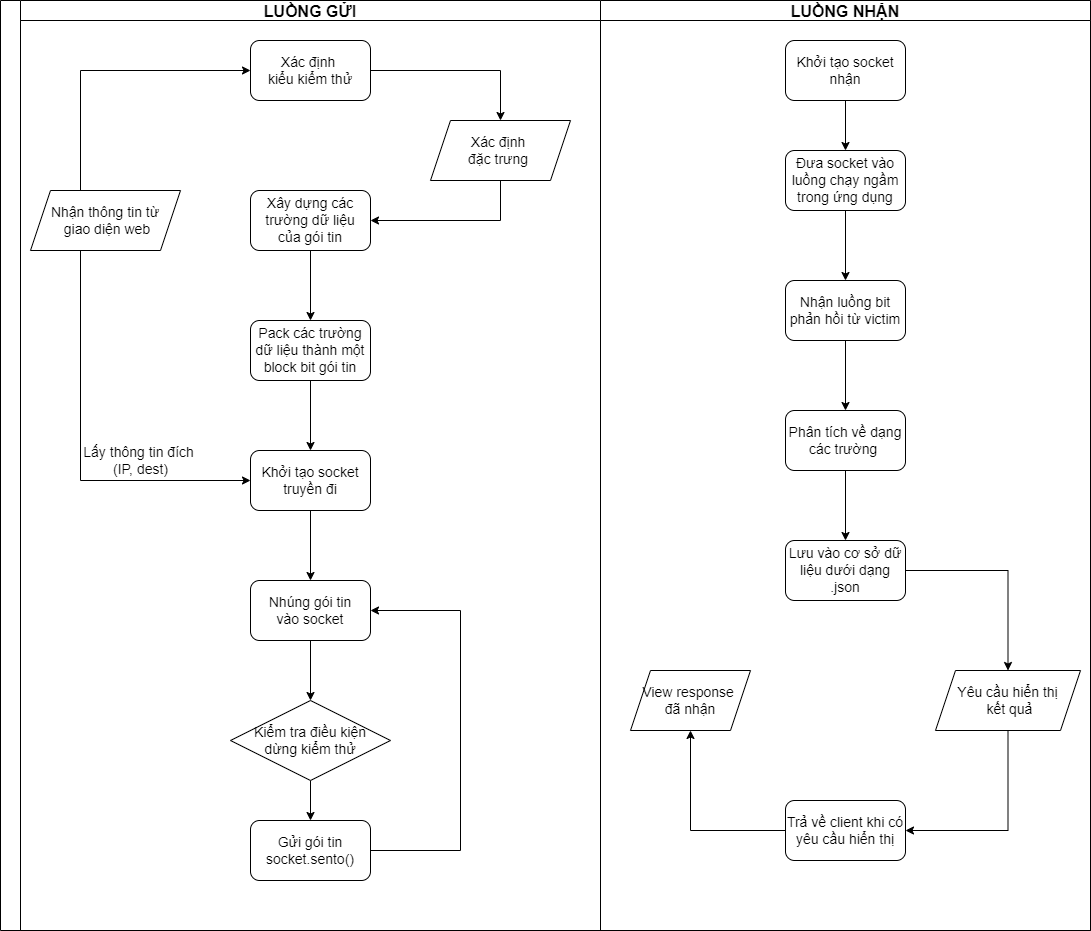 LUỒNG GỬI
Xác định
kiểu kiểm thử
Xác định
đặc trưng
Nhận thông tin từ
giao diện web
Xây dựng các
trường dữ liệu
của gói tin
Pack các trường
dữ liệu thành một
block bit gói tin
Lấy thông tin đích
(IP, dest)
Khởi tạo socket
truyền đi
Nhúng gói tin
vào socket
Kiểm tra điều kiện
dừng kiểm thử
Gửi gói tin
socket.sento()
LUỒNG NHẬN
Khởi tạo socket
nhận
Đưa socket vào
luồng chạy ngầm
trong ứng dụng
Nhận luồng bit
phản hồi từ victim
Phân tích về dạng
các trường
Lưu vào cơ sở dữ
liệu dưới dạng
.json
Yêu cầu hiển thị
kết quả
Trả về client khi có
yêu cầu hiển thị
View response
đã nhận